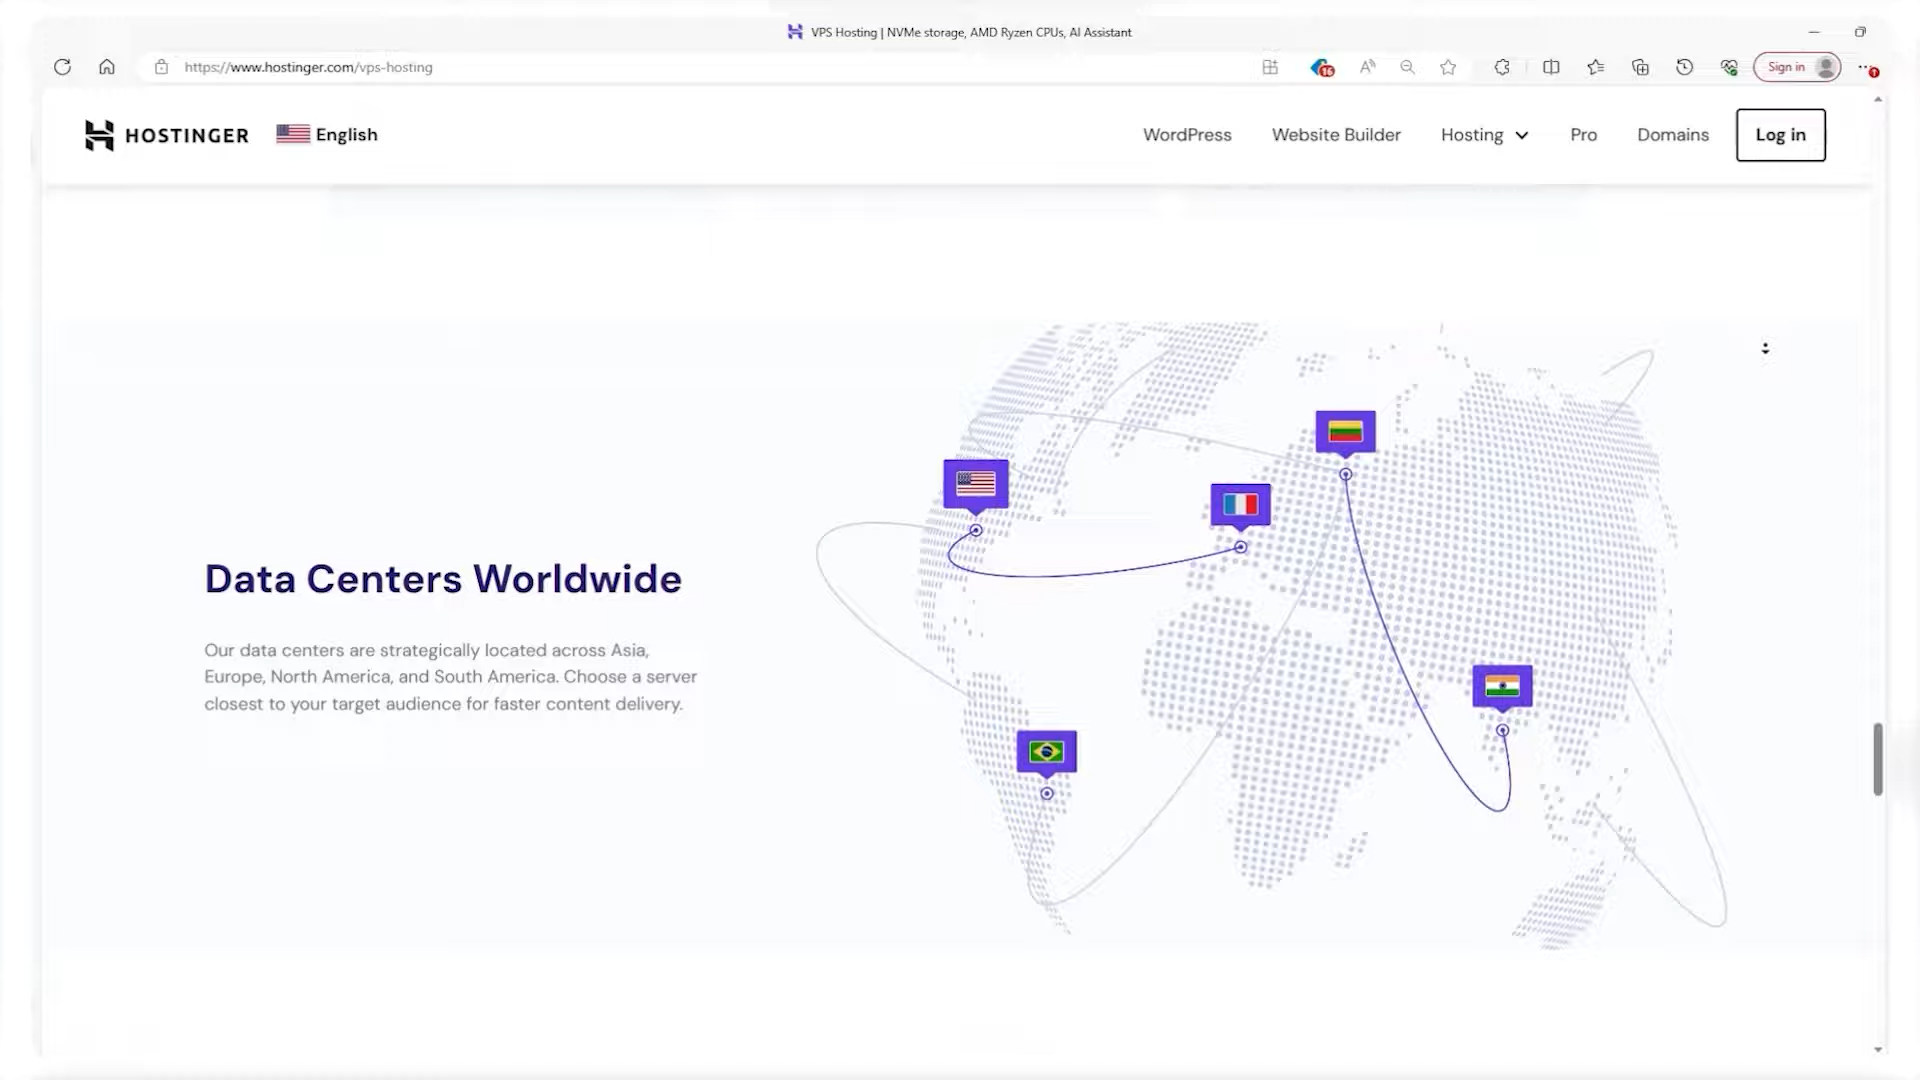 VPS Hosting | NVMe storage, AMD Ryzen CPUs, AI Assistant
https://www.hostinger.com/vps-hosting
16
Sign in
1
HOSTINGER
English
WordPress
Website Builder
Hosting
Pro
Domains
Log in
Data Centers Worldwide
Our data centers are strategically located across Asia,
Europe, North America, and South America. Choose a server
closest to your target audience for faster content delivery.